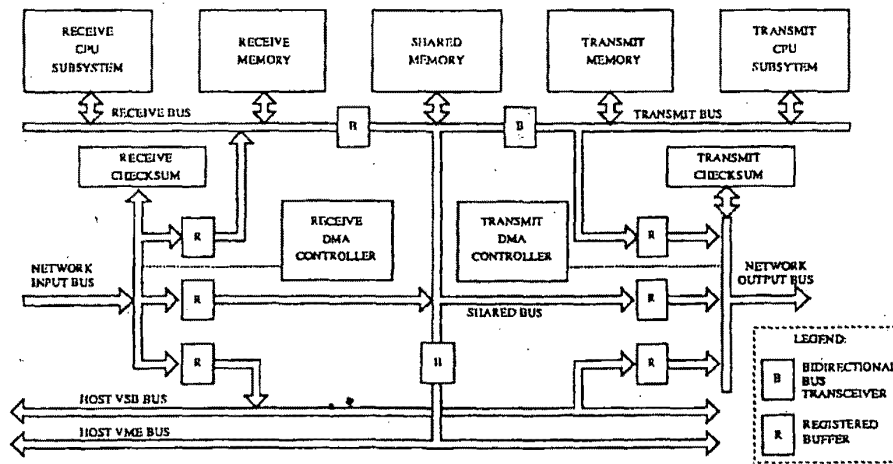 RECEIVE
CPU
SUBSYSTEM
RECEIVE
MEMORY
SHARED
MEMORY
TRANSMIT
MEMORY
TRANSMIT
CPU
SUBSYTEM
RECEIVE BUS
B
B
TRANSMIT BUS
RECEIVE
CHECKSUM
TRANSMIT
CHECKSUM
R
RECEIVE
DMA
CONTROLLER
TRANSMIT
DMA
CONTROLLER
R
NETWORK
INPUT BUS
R
SHARED BUS
R
NETWORK
OUTPUT BUS
R
B
R
LEGEND:
B
BIDIRECTIONAL
BUS
TRANSCEIVER
R
REGISTERED
BUFFER
HOST VSB BUS
HOST VME BUS